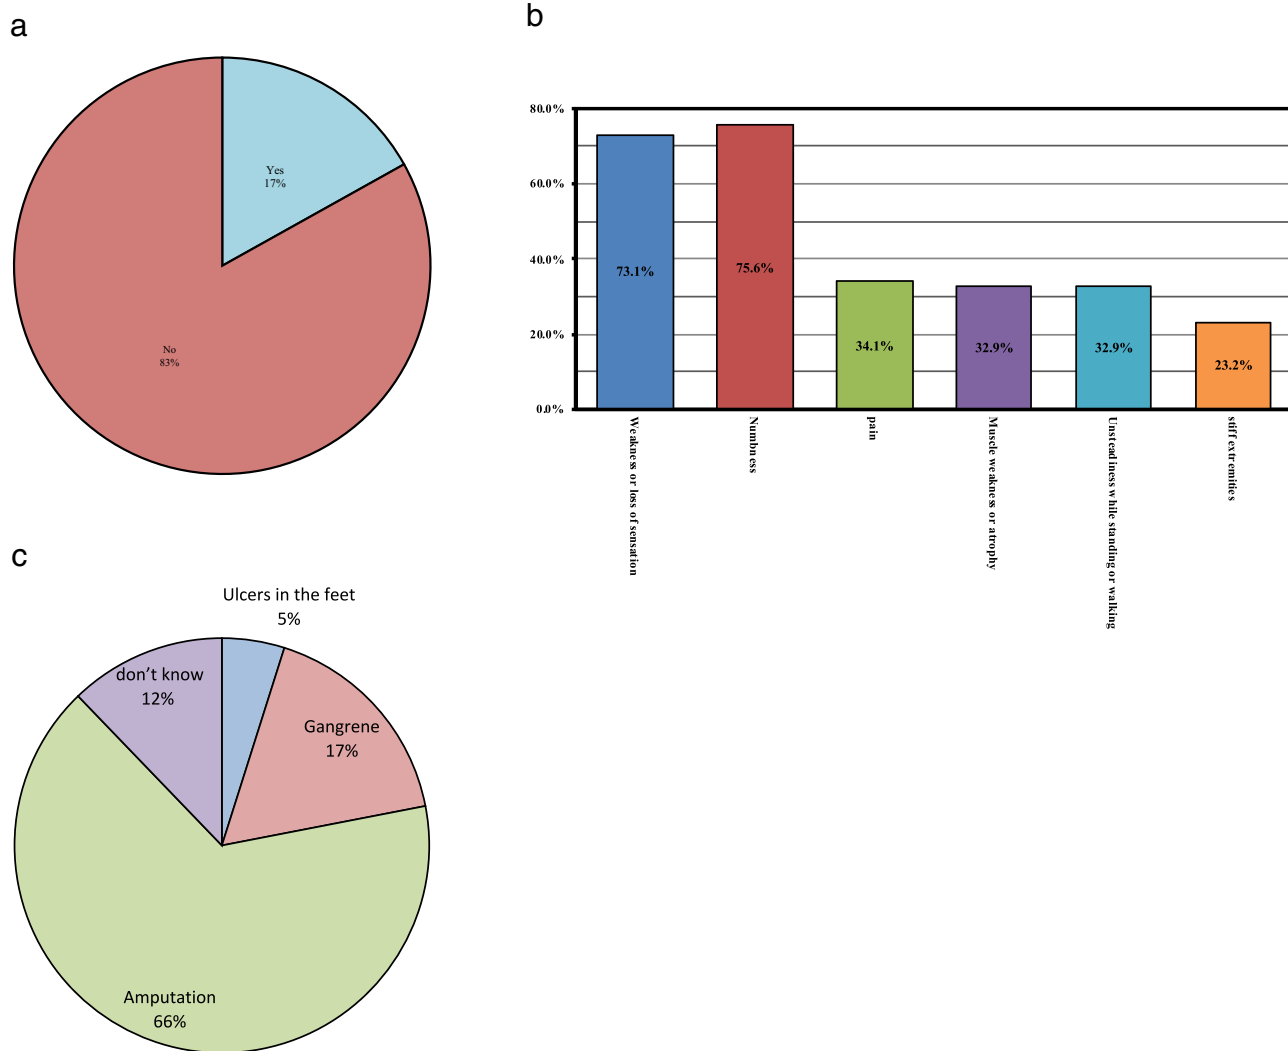 a
Yes
17%
No
83%
b
80.0%
60.0%
40.0%
20.0%
0.0%
73.1%
75.6%
34.1%
32.9%
32.9%
23.2%
Weakness or loss of sensation
Numbness
pain
Muscle weakness or atrophy
Unsteadiness while standing or walking
stiff extremities
c
Ulcers in the feet
5%
don’t know
12%
Gangrene
17%
Amputation
66%